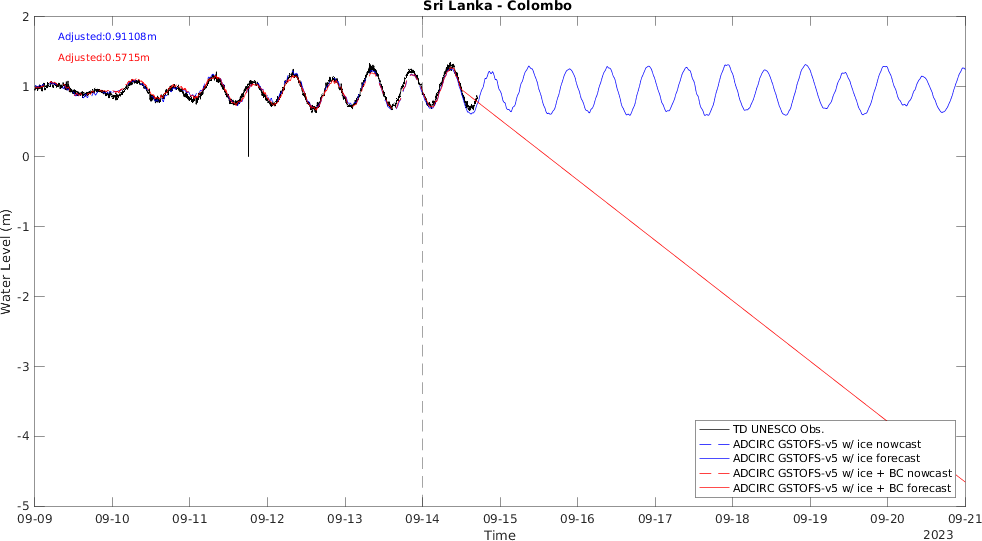 Sri Lanka - Colombo
Adjusted:0.91108m
Adjusted:0.5715m
Water Level (m)
2
1
0
-1
-2
-3
-4
-5
TD UNESCO Obs.
ADCIRC GSTOFS-v5 w/ ice nowcast
ADCIRC GSTOFS-v5 w/ ice forecast
ADCIRC GSTOFS-v5 w/ ice + BC nowcast
ADCIRC GSTOFS-v5 w/ ice + BC forecast
09-09 09-10 09-11 09-12 09-13 09-14 09-15 09-16 09-17 09-18 09-19 09-20 09-21
Time
2023